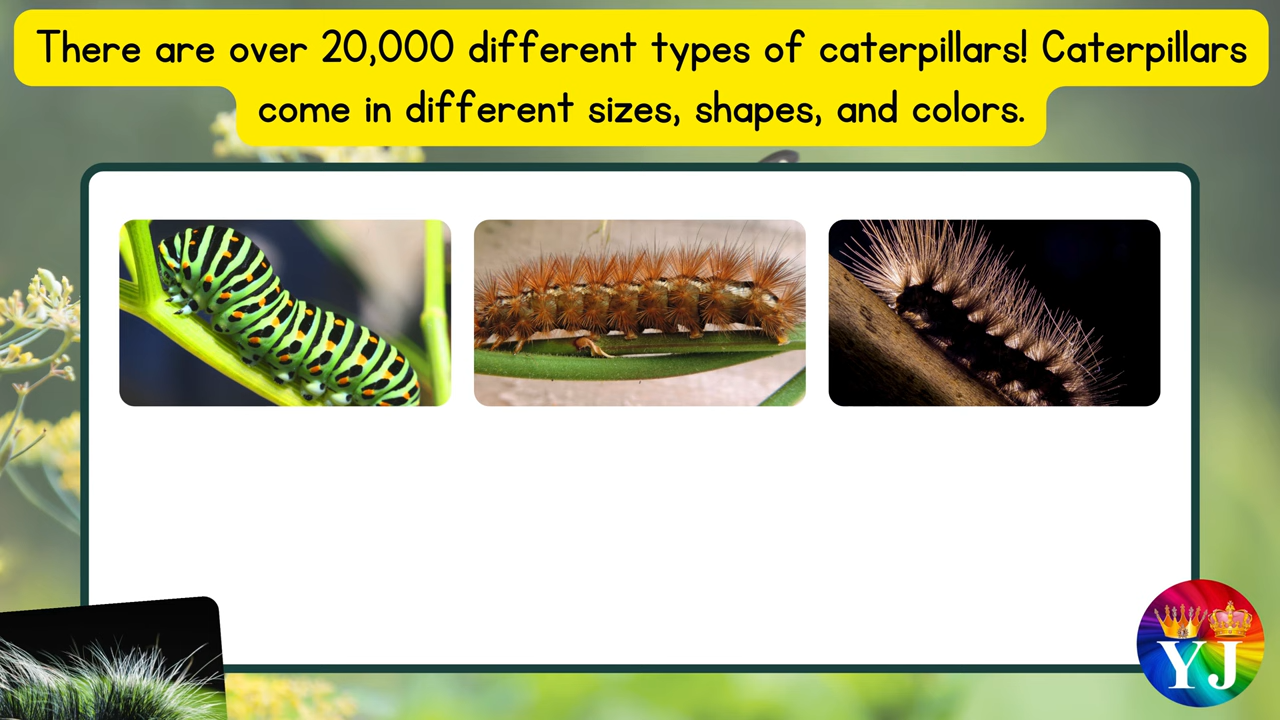 There are over 20,000 different types of caterpillars! Caterpillars
come in different sizes, shapes, and colors.
YJ